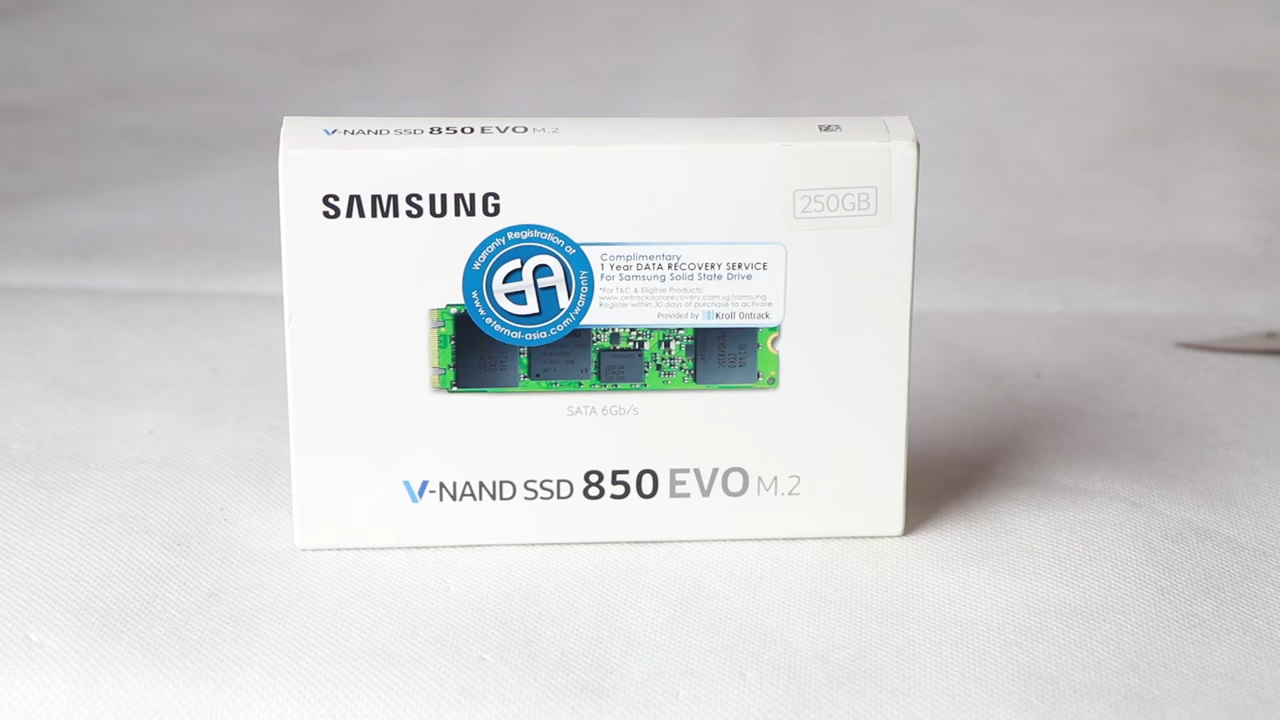 V-NAND SSD 850 EVO M.2
SAMSUNG
250GB
Warranty Registration at
EA
www.eternal-asia.com/warranty
Complimentary
1 Year DATA RECOVERY SERVICE
For Samsung Solid State Drive
*For T&C & Eligible Products:
www.ontrackdatarecovery.com.sg/samsung
Register within 30 days of purchase to activate
Provided by Kroll Ontrack.
SATA 6Gb/s
V-NAND SSD 850 EVO M.2